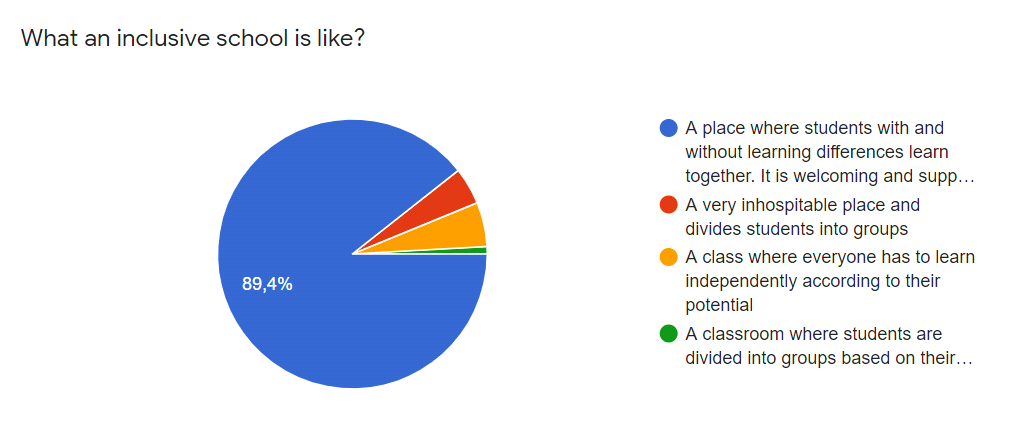 What an inclusive school is like?
89,4%
A place where students with and
without learning differences learn
together. It is welcoming and supp…
A very inhospitable place and
divides students into groups
A class where everyone has to learn
independently according to their
potential
A classroom where students are
divided into groups based on their…